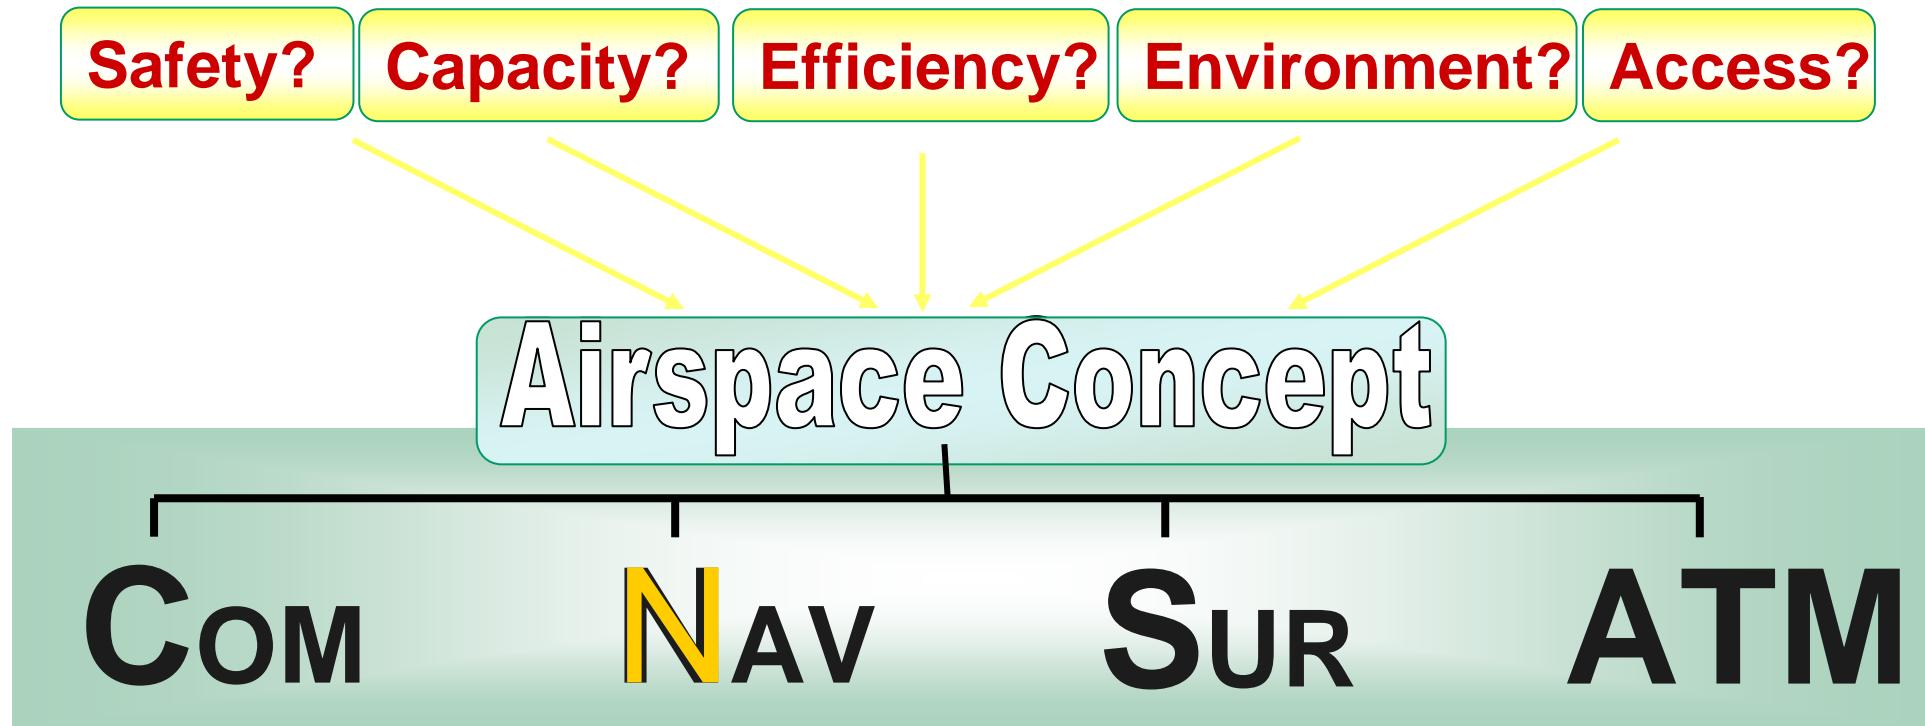 Safety? Capacity? Efficiency? Environment? Access?
Airspace Concept
COM NAV SUR ATM